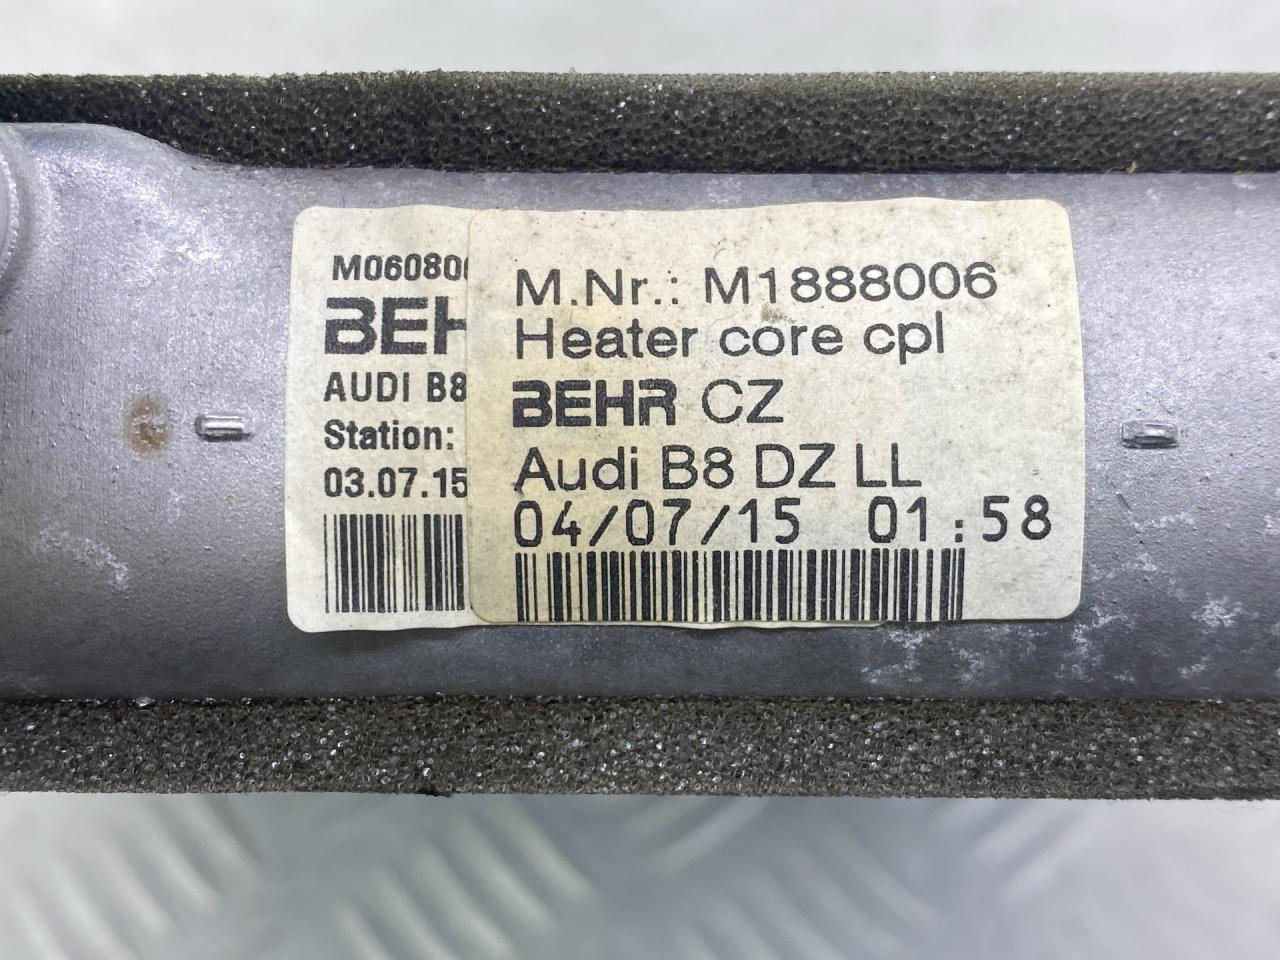 M06080
BEH
AUDI B8
Station:
03.07.15
M.Nr.: M1888006
Heater core cpl
BEHR CZ
Audi B8 DZ LL
04/07/15 01:58